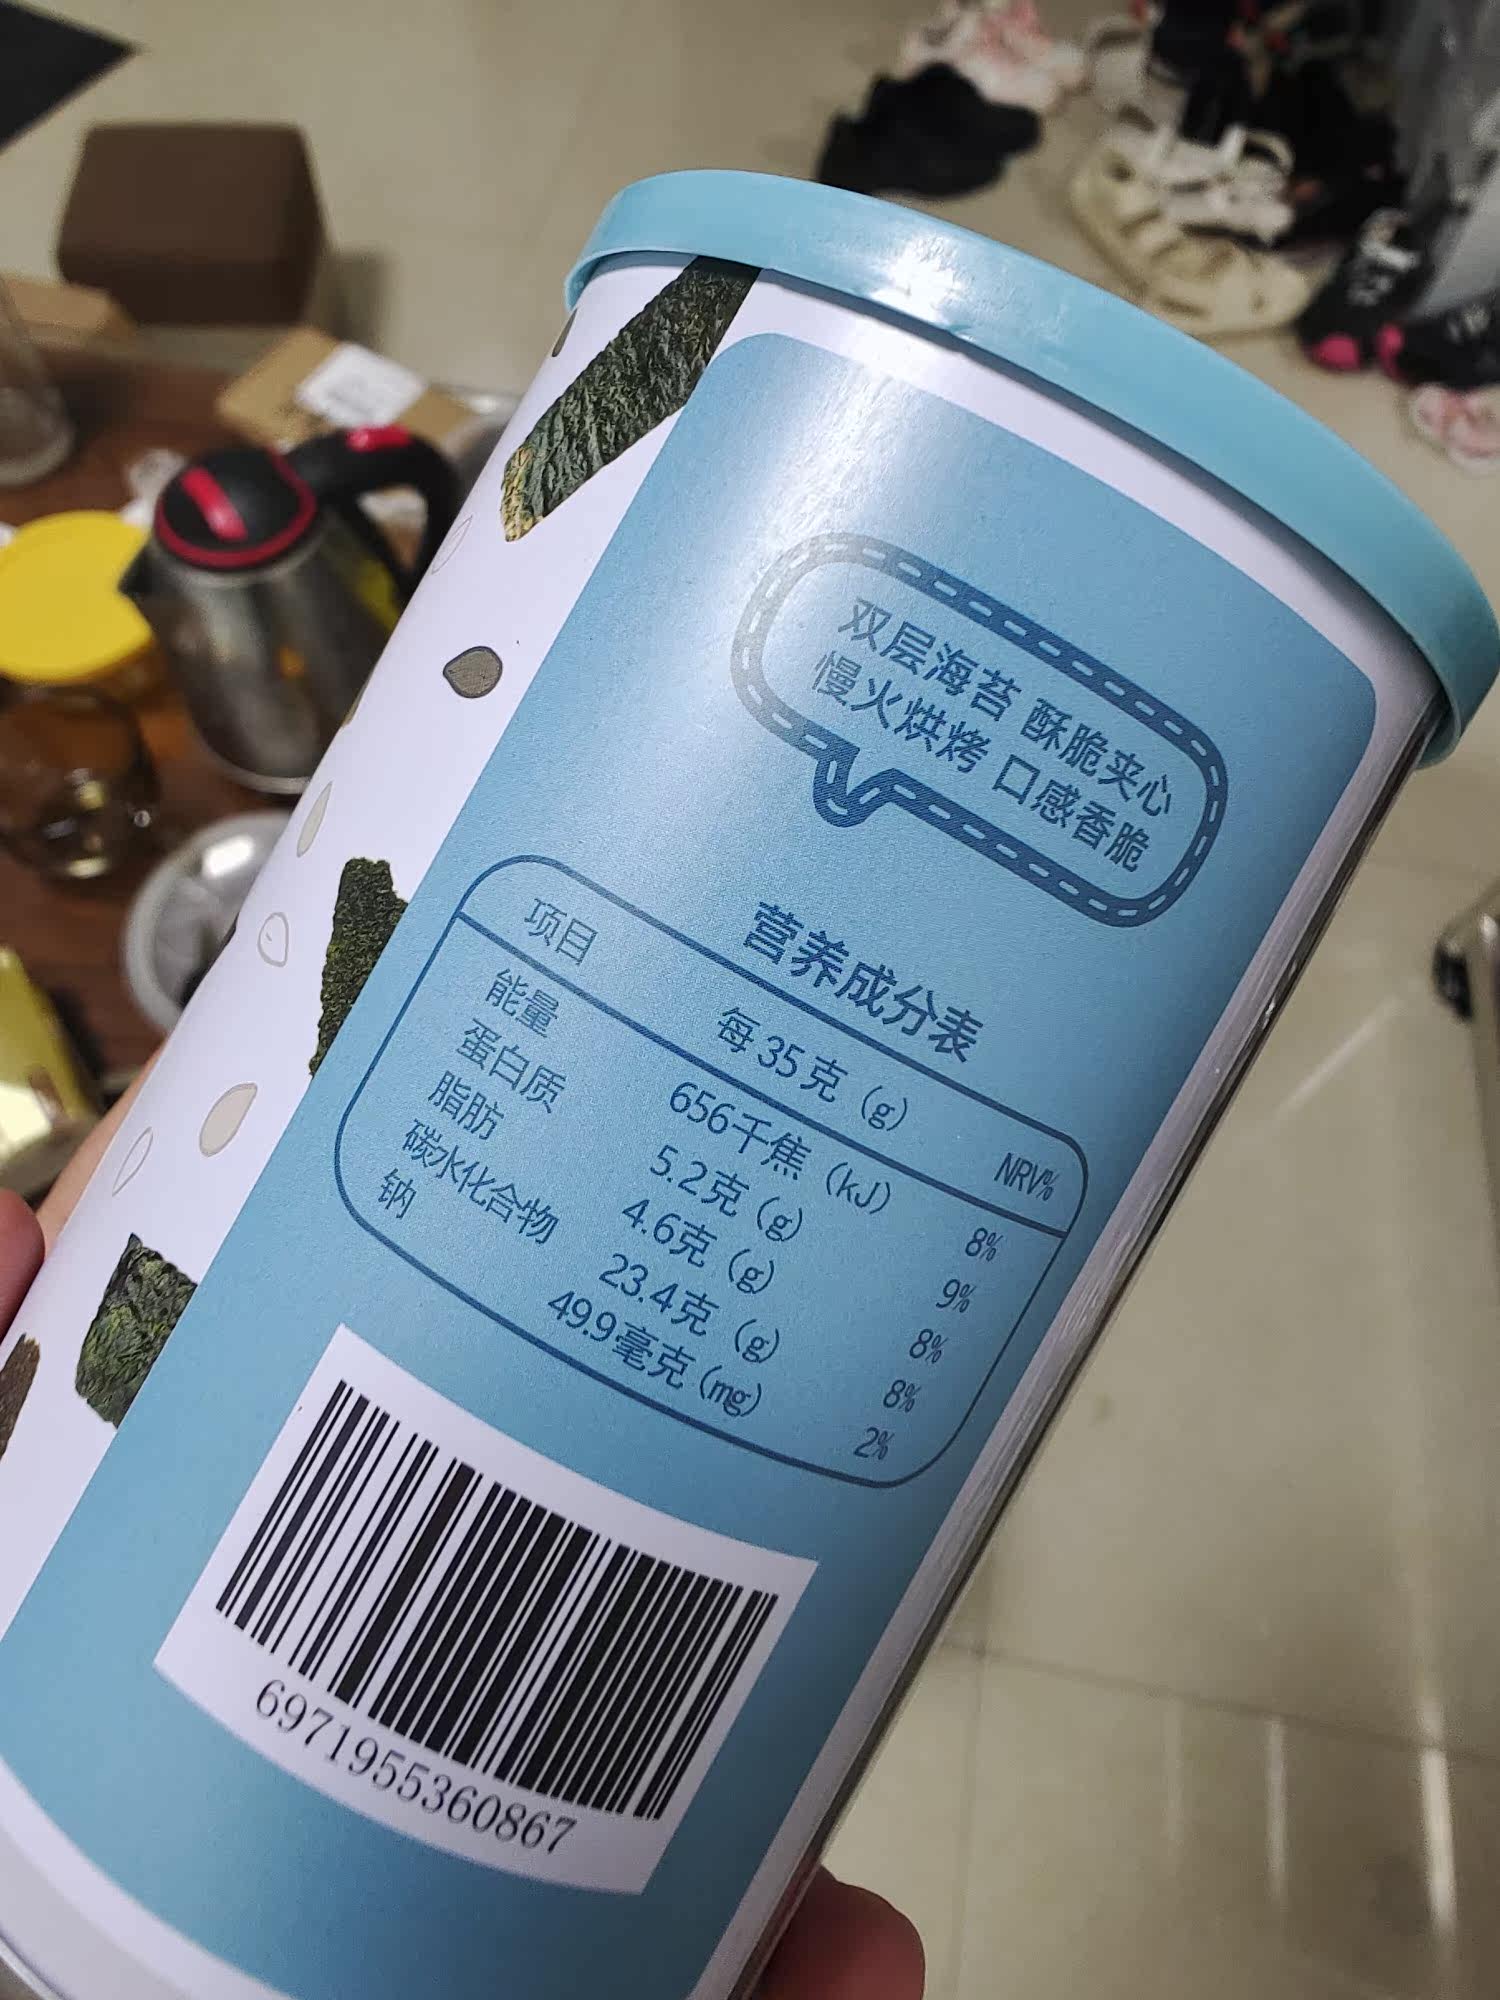 双层海苔 酥脆夹心
慢火烘烤 口感香脆
营养成分表
项目 每 35 克（g） NRV%
能量 656千焦（kJ） 8%
蛋白质 5.2克（g） 9%
脂肪 4.6克（g） 8%
碳水化合物 23.4克（g） 8%
钠 49.9毫克（mg） 2%
6971955360867